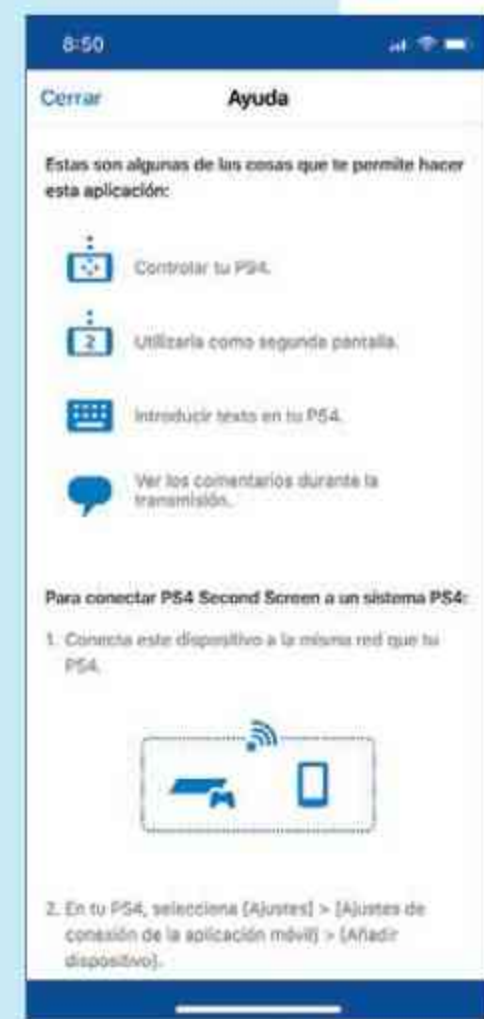 8:50
Cerrar
Ayuda
Estas son algunas de las cosas que te permite hacer
esta aplicación:
Controlar tu PS4.
2
Utilizarla como segunda pantalla.
Introducir texto en tu PS4.
Ver los comentarios durante la
transmisión.
Para conectar PS4 Second Screen a un sistema PS4:
1. Conecta este dispositivo a la misma red que tu
PS4.
2. En tu PS4, selecciona [Ajustes] > [Ajustes de
conexión de la aplicación móvil] > [Añadir
dispositivo].